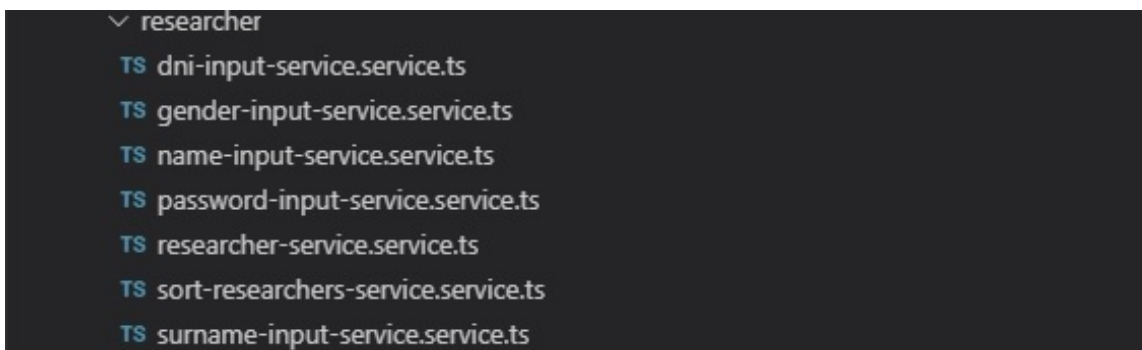 researcher
TS dni-input-service.service.ts
TS gender-input-service.service.ts
TS name-input-service.service.ts
TS password-input-service.service.ts
TS researcher-service.service.ts
TS sort-researchers-service.service.ts
TS surname-input-service.service.ts